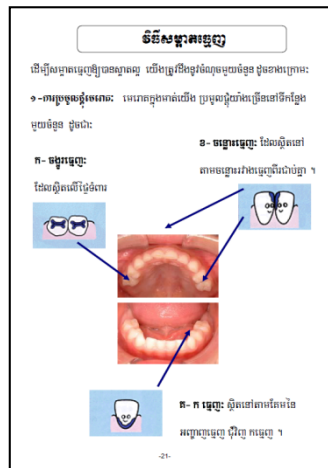 វិធីសម្អាតធ្មេញ
ដើម្បីសម្អាតធ្មេញឱ្យបានស្អាតល្អ យើងត្រូវដឹងនូវចំណុចមួយចំនួន ដូចខាងក្រោម៖
១ -ការប្រមូលផ្តុំមេរោគ៖ មេរោគក្នុងមាត់យើង ប្រមូលផ្តុំយ៉ាងច្រើននៅទីកន្លែង
មួយចំនួន ដូចជា៖
ខ- ចន្លោះធ្មេញ៖ ដែលស្ថិតនៅ
តាមចន្លោះរវាងធ្មេញពីរជាប់គ្នា ។
ក- ចង្អូរធ្មេញ៖
ដែលស្ថិតលើផ្ទៃទំពារ
គ- ក ធ្មេញ៖ ស្ថិតនៅតាមគែមនៃ
អញ្ចាញធ្មេញ ជុំវិញ កធ្មេញ ។
-21-